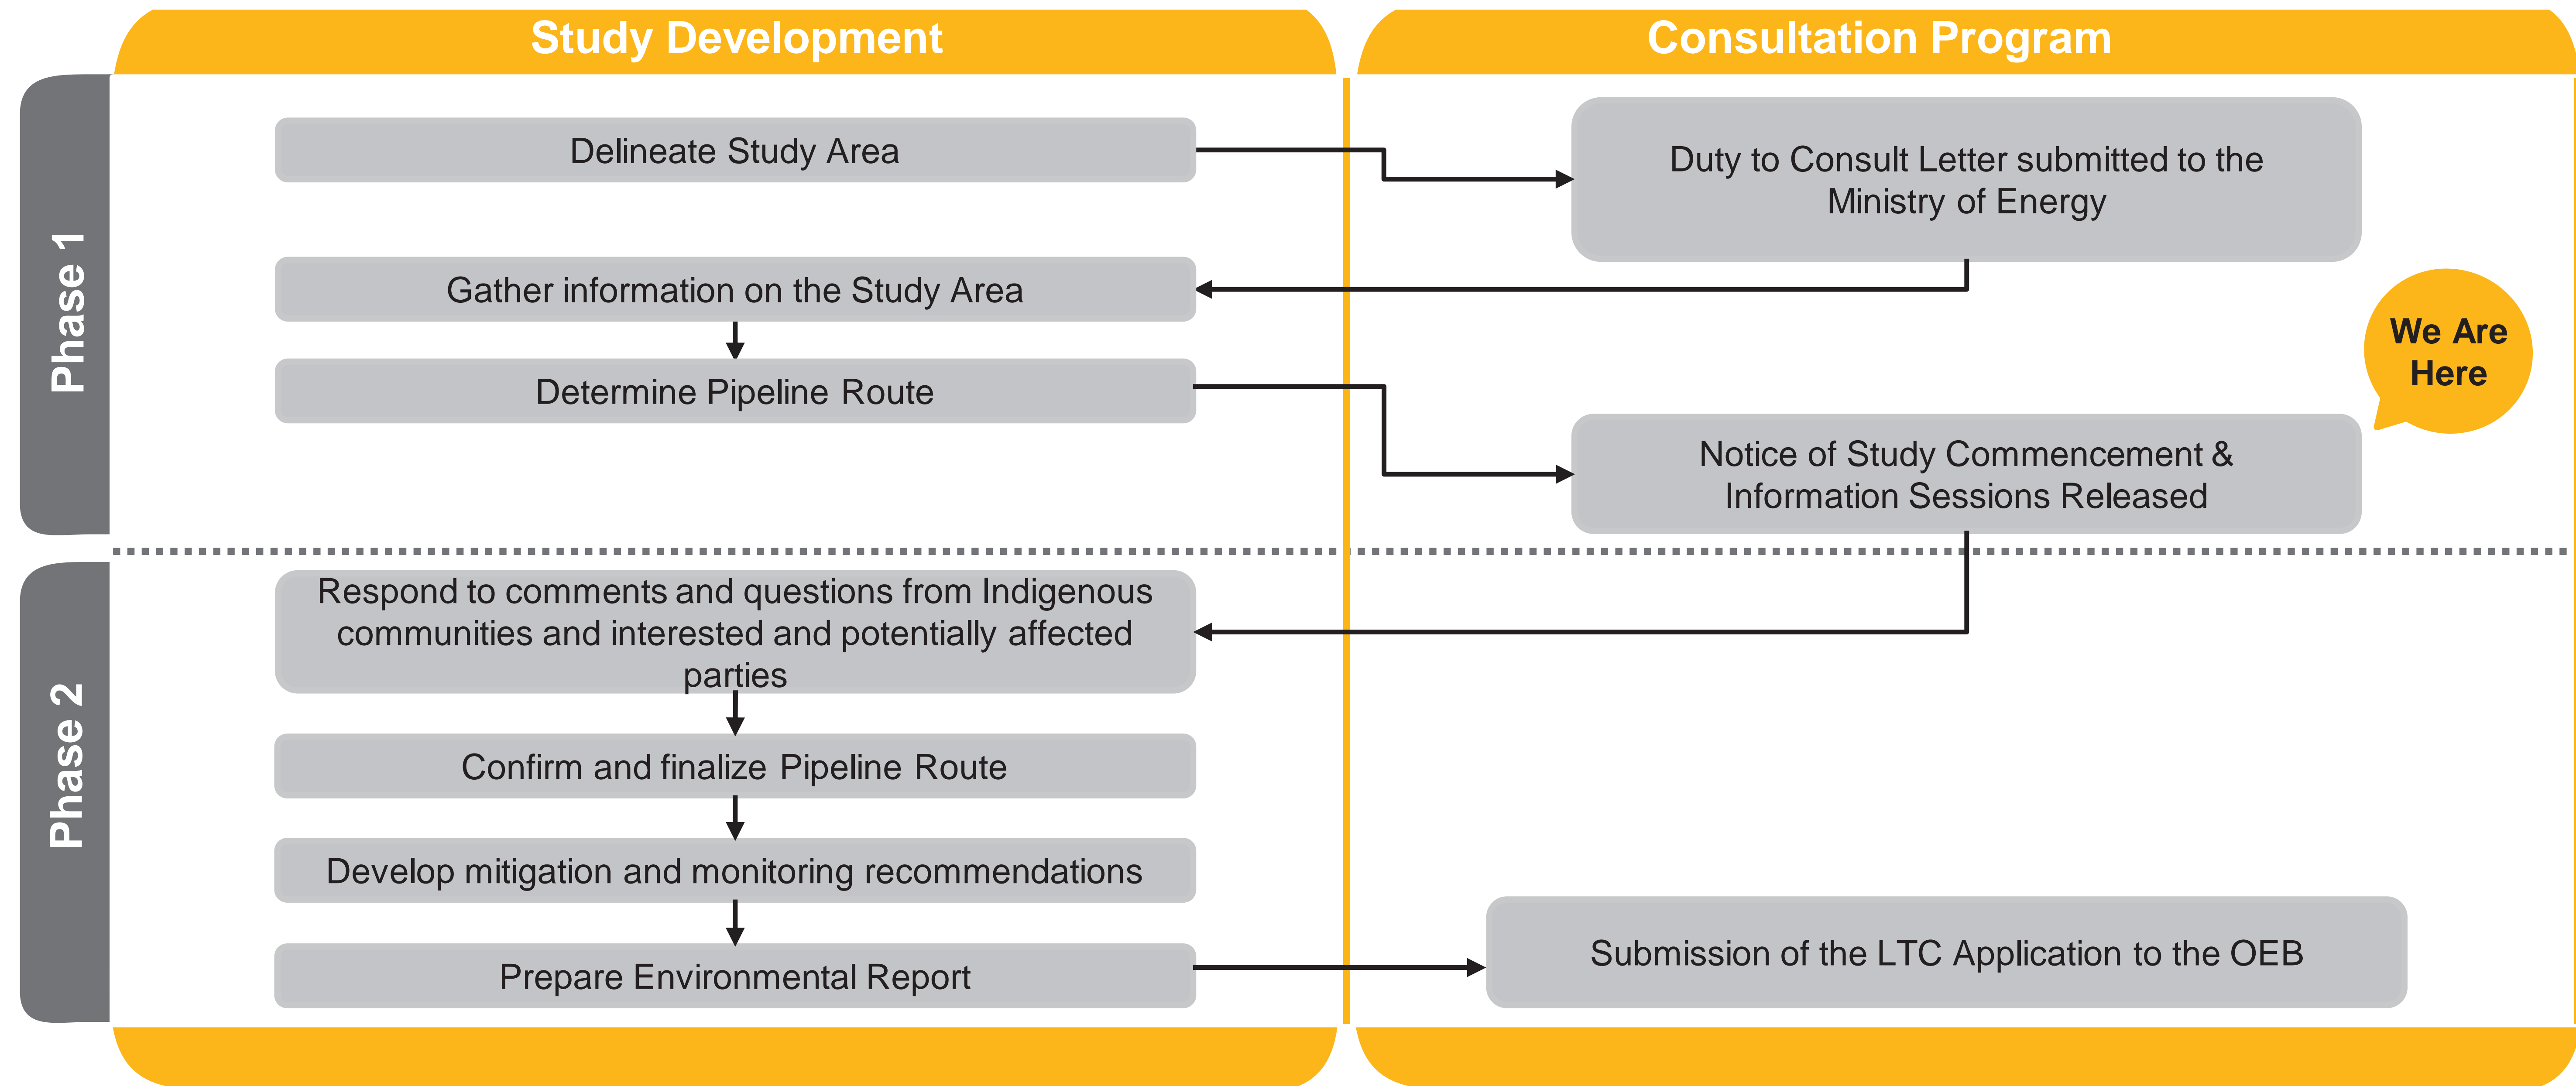 Study Development
Consultation Program
Phase 1
Delineate Study Area
Duty to Consult Letter submitted to the
Ministry of Energy
Gather information on the Study Area
Determine Pipeline Route
We Are
Here
Notice of Study Commencement &
Information Sessions Released
Phase 2
Respond to comments and questions from Indigenous
communities and interested and potentially affected
parties
Confirm and finalize Pipeline Route
Develop mitigation and monitoring recommendations
Prepare Environmental Report
Submission of the LTC Application to the OEB